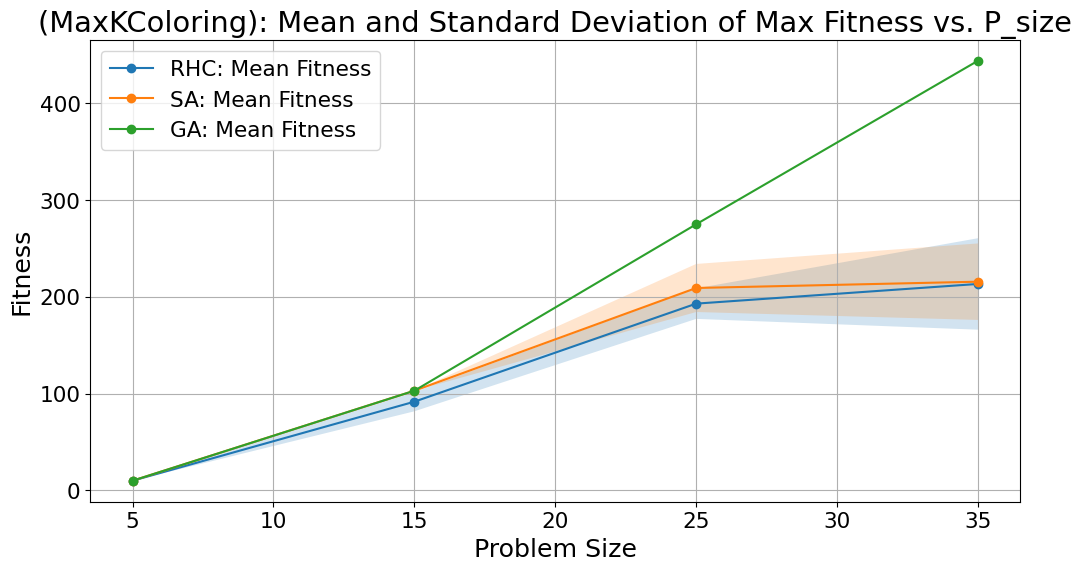 (MaxKColoring): Mean and Standard Deviation of Max Fitness vs. P_size
RHC: Mean Fitness
SA: Mean Fitness
GA: Mean Fitness
Fitness
400
300
200
100
0
5
10
15
20
25
30
35
Problem Size